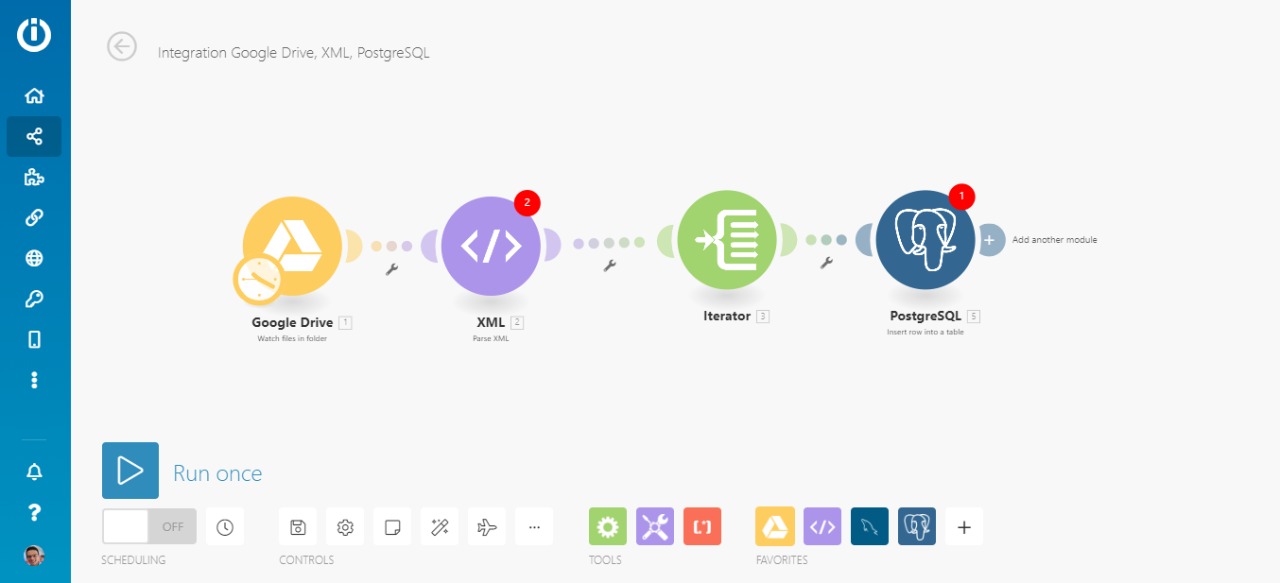 Integration Google Drive, XML, PostgreSQL
2
1
Add another module
Google Drive 1
Watch files in folder
XML 2
Parse XML
Iterator 3
PostgreSQL 5
Insert row into a table
Run once
OFF
SCHEDULING
CONTROLS
TOOLS
FAVORITES